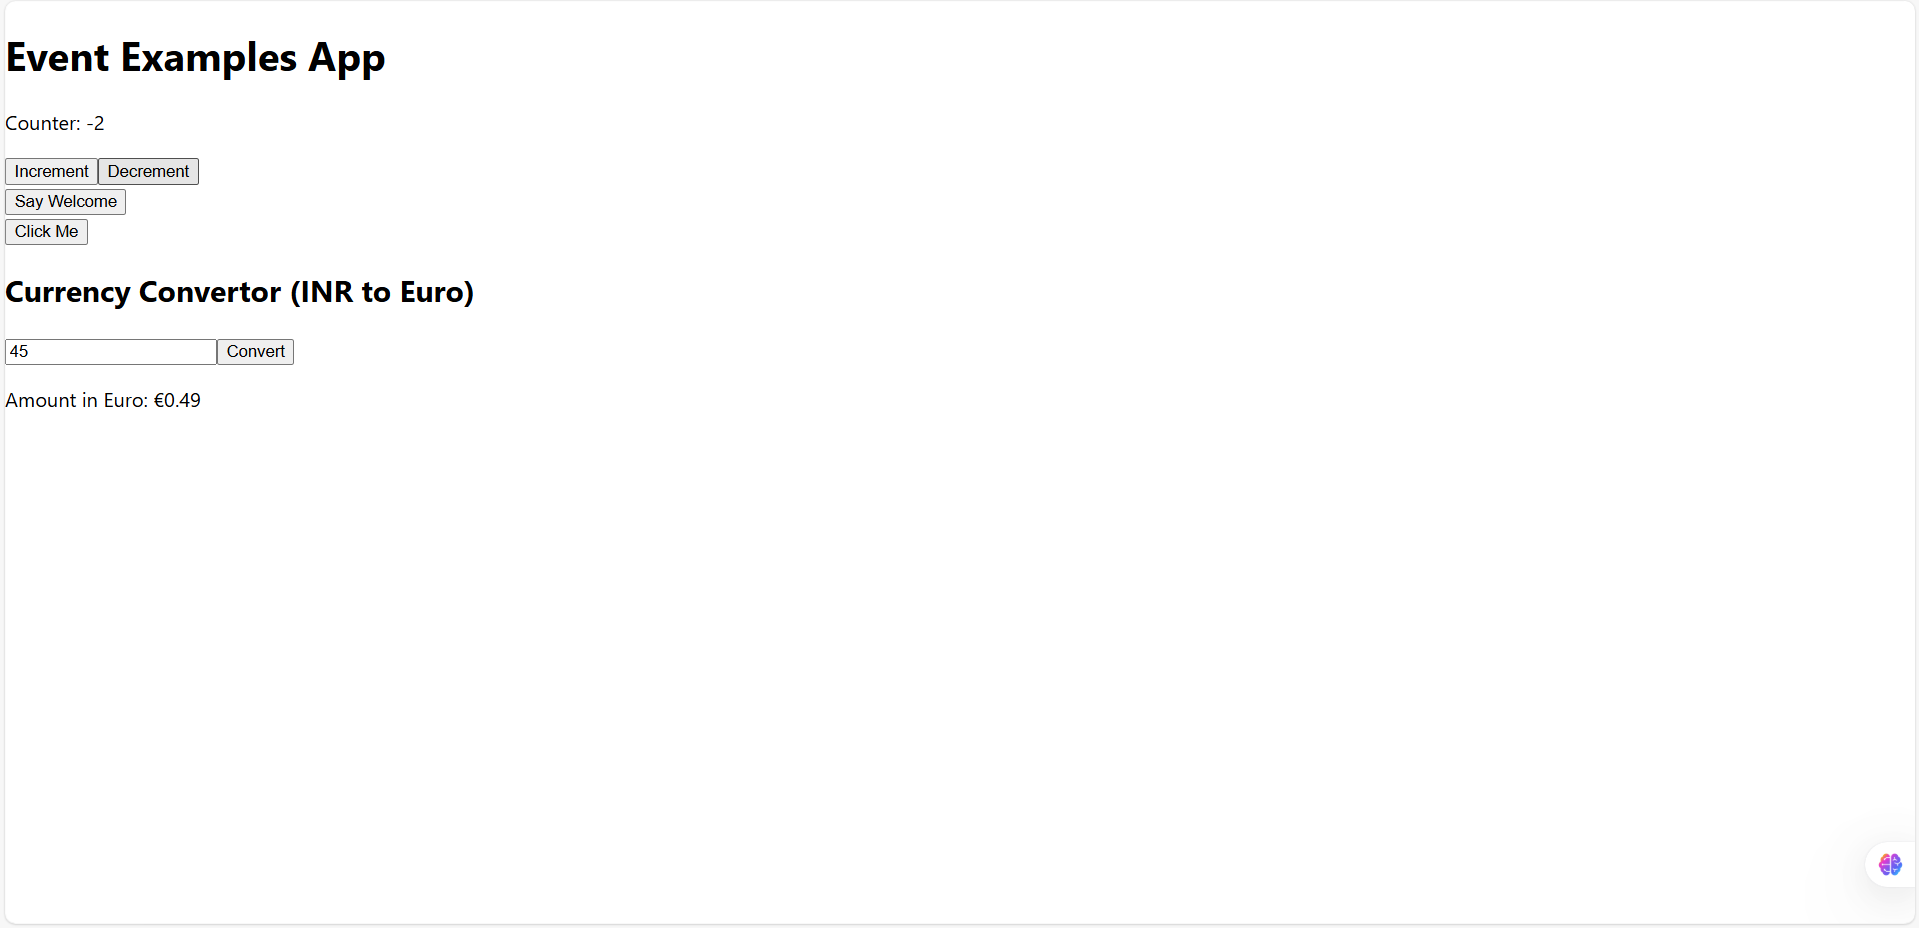 Event Examples App
Counter: -2
Increment Decrement
Say Welcome
Click Me
Currency Convertor (INR to Euro)
45 Convert
Amount in Euro: €0.49